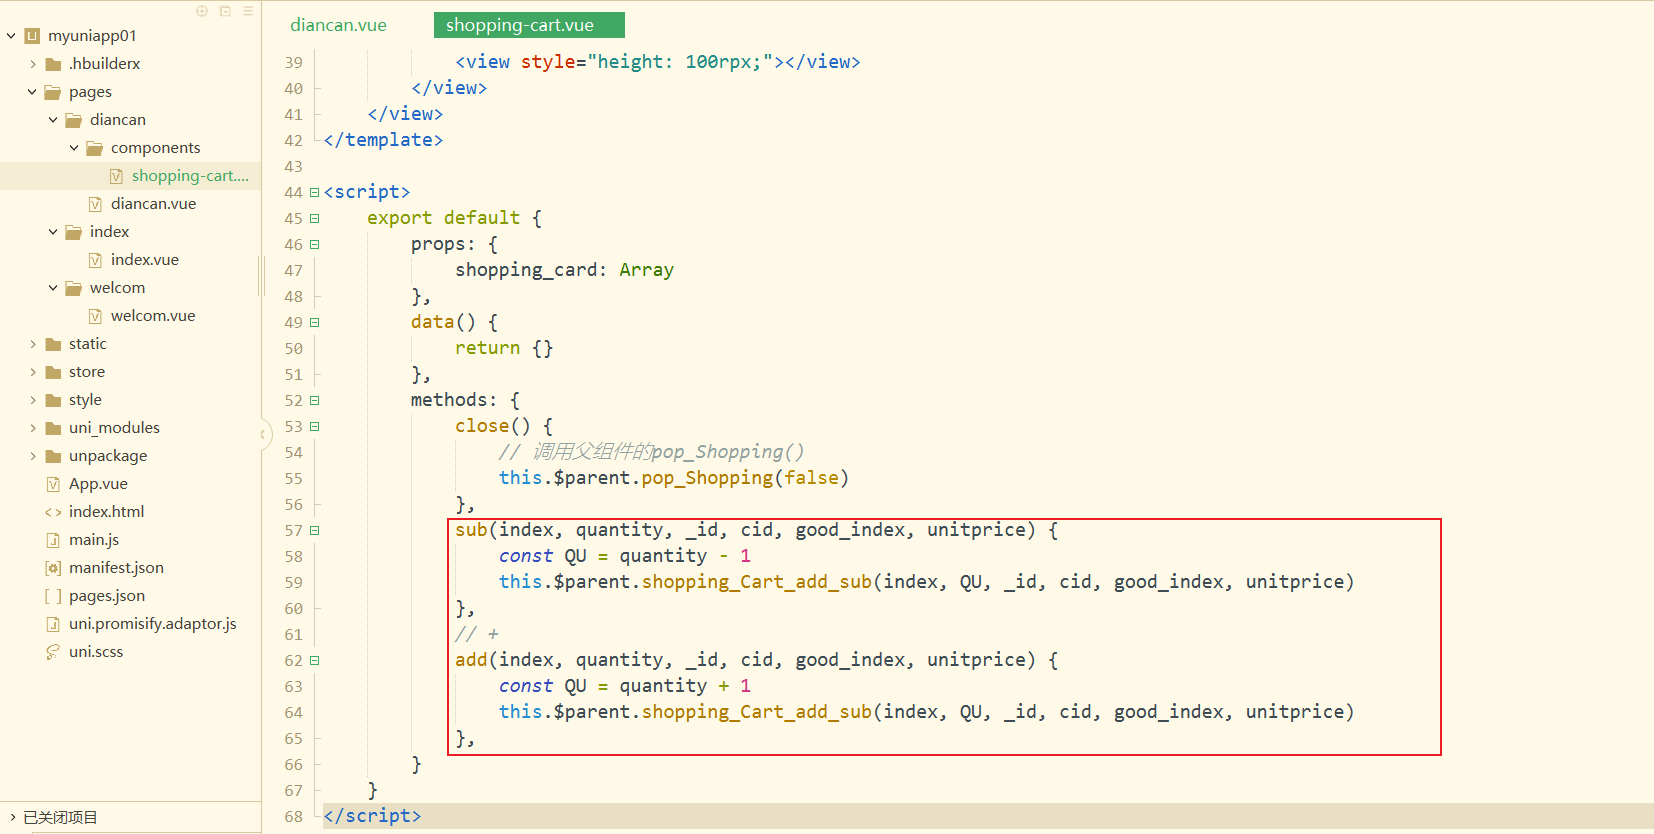 myuniapp01
.hbuilderx
pages
diancan
components
shopping-cart....
diancan.vue
index
index.vue
welcom
welcom.vue
static
store
style
uni_modules
unpackage
App.vue
index.html
main.js
manifest.json
pages.json
uni.promisify.adaptor.js
uni.scss
已关闭项目
diancan.vue
shopping-cart.vue
39 <view style="height: 100rpx;"></view>
40 </view>
41 </view>
42 </template>
43
44 <script>
45 export default {
46 props: {
47 shopping_card: Array
48 },
49 data() {
50 return {}
51 },
52 methods: {
53 close() {
54 // 调用父组件的pop_Shopping()
55 this.$parent.pop_Shopping(false)
56 },
57 sub(index, quantity, _id, cid, good_index, unitprice) {
58 const QU = quantity - 1
59 this.$parent.shopping_Cart_add_sub(index, QU, _id, cid, good_index, unitprice)
60 },
61 // +
62 add(index, quantity, _id, cid, good_index, unitprice) {
63 const QU = quantity + 1
64 this.$parent.shopping_Cart_add_sub(index, QU, _id, cid, good_index, unitprice)
65 },
66 }
67 }
68 </script>